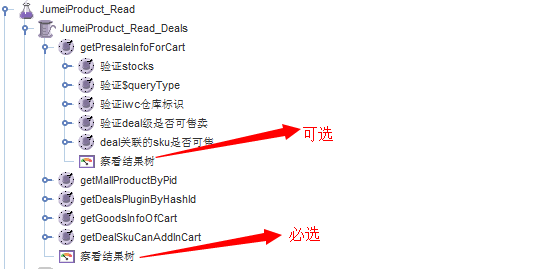 JumeiProduct_Read
JumeiProduct_Read_Deals
getPresaleInfoForCart
验证stocks
验证$queryType
验证iwc仓库标识
验证deal级是否可售卖
可选
deal关联的sku是否可售
察看结果树
getMallProductByPid
getDealsPluginByHashId
getGoodsInfoOfCart
getDealSkuCanAddInCart
必选
察看结果树